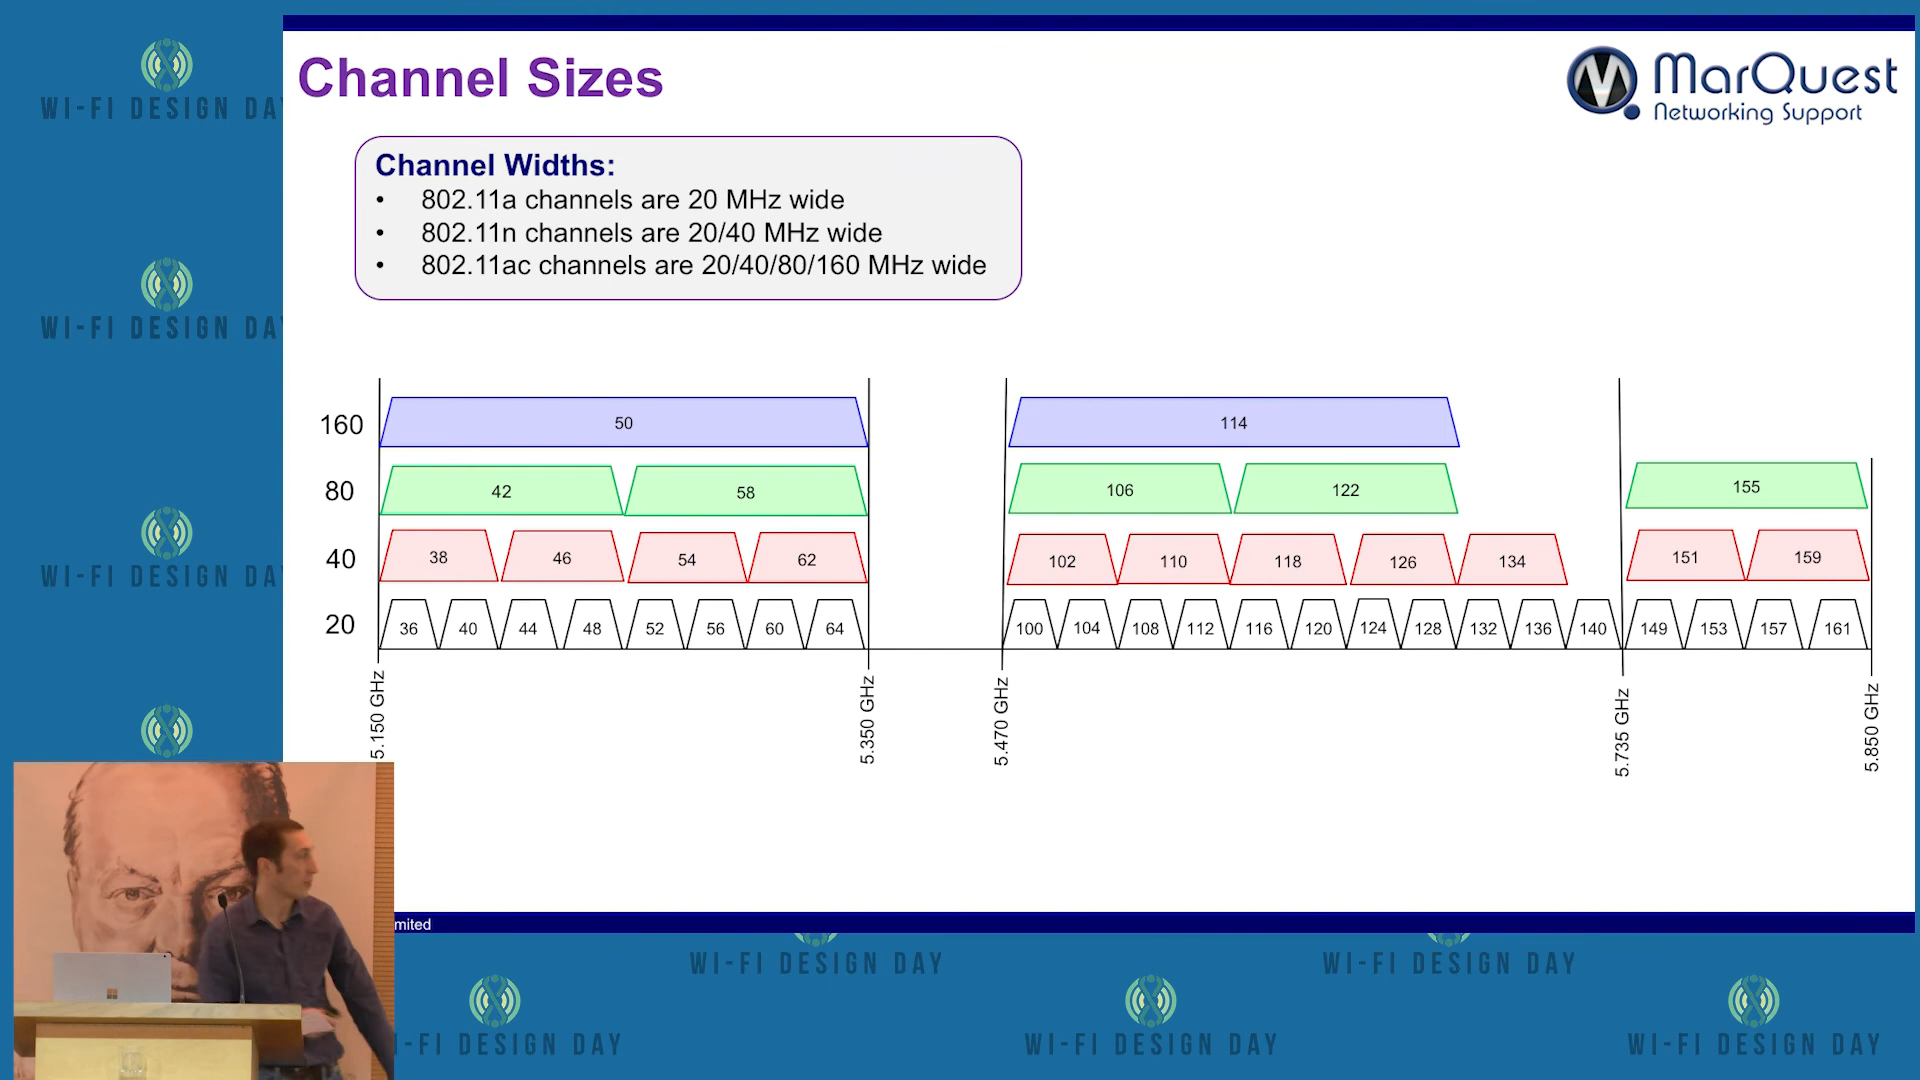 Channel Sizes
MarQuest
Networking Support
Channel Widths:
• 802.11a channels are 20 MHz wide
• 802.11n channels are 20/40 MHz wide
• 802.11ac channels are 20/40/80/160 MHz wide
160 50 114
80 42 58 106 122 155
40 38 46 54 62 102 110 118 126 134 151 159
20 36 40 44 48 52 56 60 64 100 104 108 112 116 120 124 128 132 136 140 149 153 157 161
5.150 GHz 5.350 GHz 5.470 GHz 5.735 GHz 5.850 GHz
mited
WI-FI DESIGN DA
WI-FI DESIGN DA
WI-FI DESIGN DA
WI-FI DESIGN DAY
WI-FI DESIGN DAY
-FI DESIGN DAY
WI-FI DESIGN DAY
WI-FI DESIGN DAY